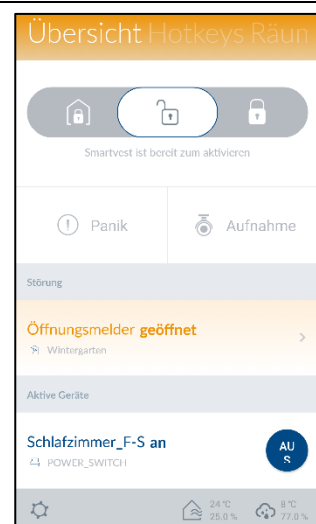 Übersicht Hotkeys Räun
Smartvest ist bereit zum aktivieren
Panik Aufnahme
Störung
Öffnungsmelder geöffnet
Wintergarten
Aktive Geräte
Schlafzimmer_F-S an
AU
S
POWER_SWITCH
24 °C 8 °C
25.0 % 77.0 %